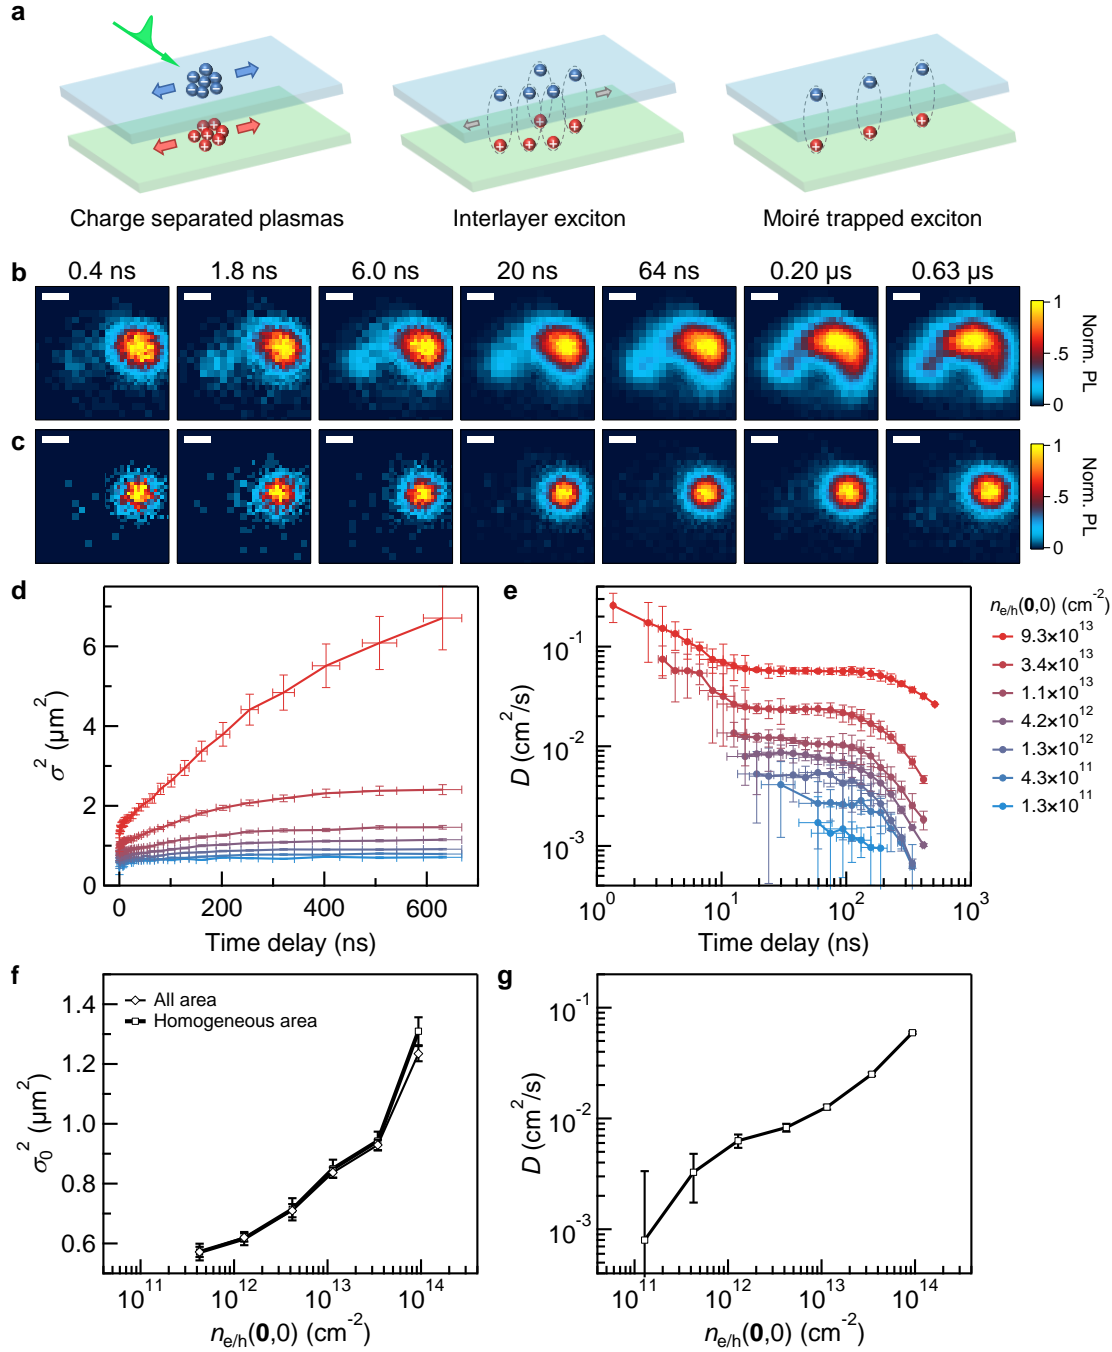 a
Charge separated plasmas
Interlayer exciton
Moiré trapped exciton
b
0.4 ns 1.8 ns 6.0 ns 20 ns 64 ns 0.20 µs 0.63 µs
1
.5
0
Norm. PL
c
1
.5
0
Norm. PL
d
σ² (µm²)
6
4
2
0
0 200 400 600
Time delay (ns)
e
D (cm²/s)
10⁻¹
10⁻²
10⁻³
10⁰ 10¹ 10² 10³
Time delay (ns)
nₑ/ₕ(0,0) (cm⁻²)
9.3×10¹³
3.4×10¹³
1.1×10¹³
4.2×10¹²
1.3×10¹²
4.3×10¹¹
1.3×10¹¹
f
σ₀² (µm²)
1.4
1.2
1.0
0.8
0.6
All area
Homogeneous area
10¹¹ 10¹² 10¹³ 10¹⁴
nₑ/ₕ(0,0) (cm⁻²)
g
D (cm²/s)
10⁻¹
10⁻²
10⁻³
10¹¹ 10¹² 10¹³ 10¹⁴
nₑ/ₕ(0,0) (cm⁻²)